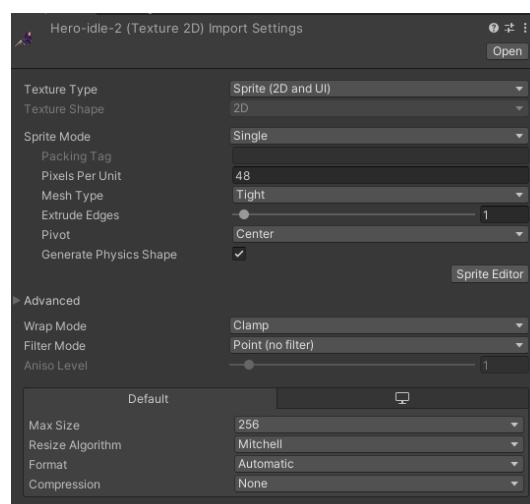 Hero-idle-2 (Texture 2D) Import Settings
Open
Texture Type Sprite (2D and UI)
Texture Shape 2D
Sprite Mode Single
Packing Tag
Pixels Per Unit 48
Mesh Type Tight
Extrude Edges 1
Pivot Center
Generate Physics Shape
Sprite Editor
Advanced
Wrap Mode Clamp
Filter Mode Point (no filter)
Aniso Level 1
Default
Max Size 256
Resize Algorithm Mitchell
Format Automatic
Compression None